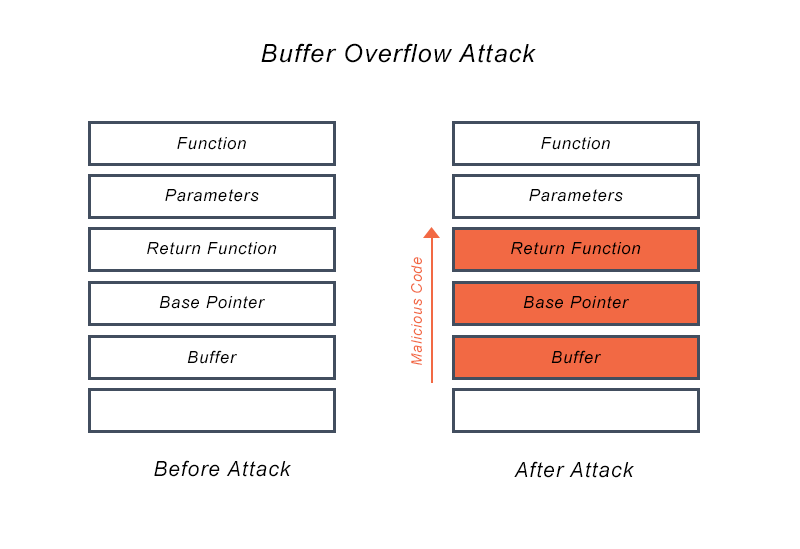 Buffer Overflow Attack
Function
Parameters
Return Function
Base Pointer
Buffer
Before Attack
Malicious Code
Function
Parameters
Return Function
Base Pointer
Buffer
After Attack